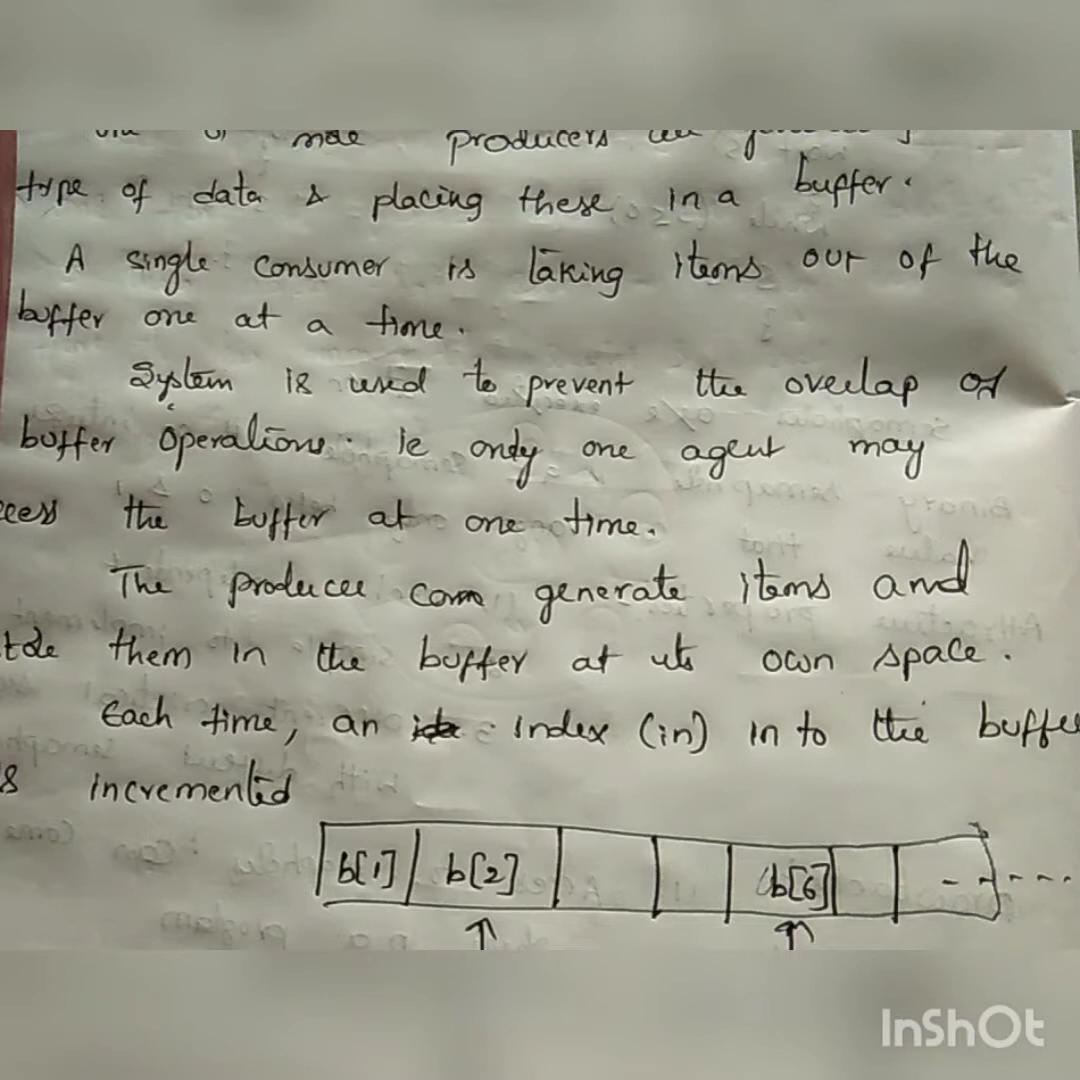 producers
type of data & placing these in a buffer.
A single consumer is taking items out of the
buffer one at a time.
System is used to prevent the overlap of
buffer operations. ie only one agent may
the buffer at one time.
The producer can generate items and
them in the buffer at its own space.
Each time, an index (in) in to the buffe
incremented
b[1] b[2] b[6] - - - - -
InShOt